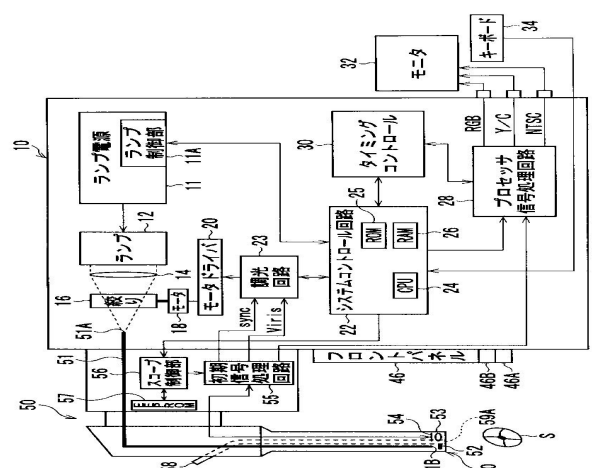 10
ランプ電源
ランプ
制御部
11A
11
ランプ
12
14
16
絞り
51A
モータ
18
モータドライバ
20
調光
回路
23
sync
Viris
タイミング
コントロール
30
システムコントロール回路
22
ROM
25
RAM
26
CPU
24
プロセッサ
信号処理回路
28
RGB
Y/C
NTSC
モニタ
32
キーボード
34
50
51
56
57
スコープ
制御部
初期
信号
処理
回路
55
フロントパネル
46
46B
46A
54
53
59A
52
S